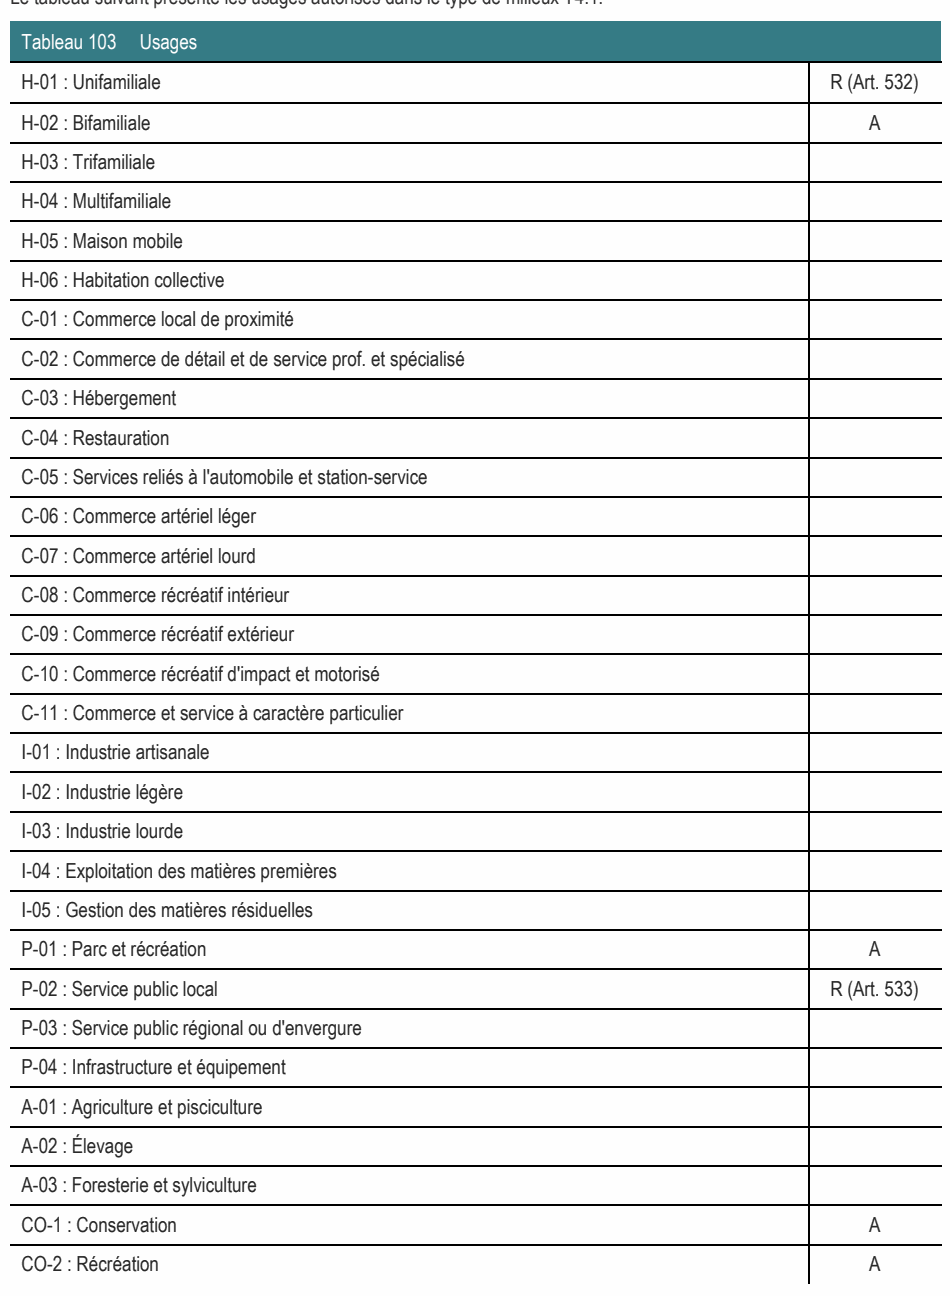 Le tableau suivant présente les usages autorisés dans le type de milieux T4.1.
Tableau 103 Usages
H-01 : Unifamiliale R (Art. 532)
H-02 : Bifamiliale A
H-03 : Trifamiliale
H-04 : Multifamiliale
H-05 : Maison mobile
H-06 : Habitation collective
C-01 : Commerce local de proximité
C-02 : Commerce de détail et de service prof. et spécialisé
C-03 : Hébergement
C-04 : Restauration
C-05 : Services reliés à l'automobile et station-service
C-06 : Commerce artériel léger
C-07 : Commerce artériel lourd
C-08 : Commerce récréatif intérieur
C-09 : Commerce récréatif extérieur
C-10 : Commerce récréatif d'impact et motorisé
C-11 : Commerce et service à caractère particulier
I-01 : Industrie artisanale
I-02 : Industrie légère
I-03 : Industrie lourde
I-04 : Exploitation des matières premières
I-05 : Gestion des matières résiduelles
P-01 : Parc et récréation A
P-02 : Service public local R (Art. 533)
P-03 : Service public régional ou d'envergure
P-04 : Infrastructure et équipement
A-01 : Agriculture et pisciculture
A-02 : Élevage
A-03 : Foresterie et sylviculture
CO-1 : Conservation A
CO-2 : Récréation A